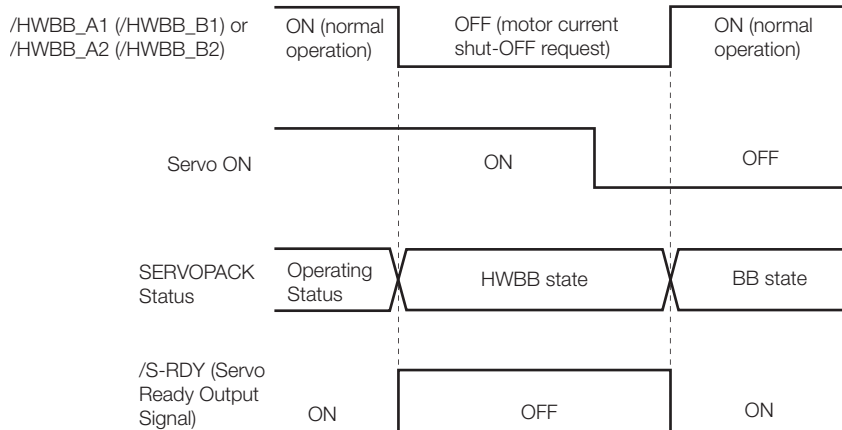 /HWBB_A1 (/HWBB_B1) or
/HWBB_A2 (/HWBB_B2)
ON (normal
operation)
OFF (motor current
shut-OFF request)
ON (normal
operation)
Servo ON
ON
OFF
SERVOPACK
Status
Operating
Status
HWBB state
BB state
/S-RDY (Servo
Ready Output
Signal)
ON
OFF
ON